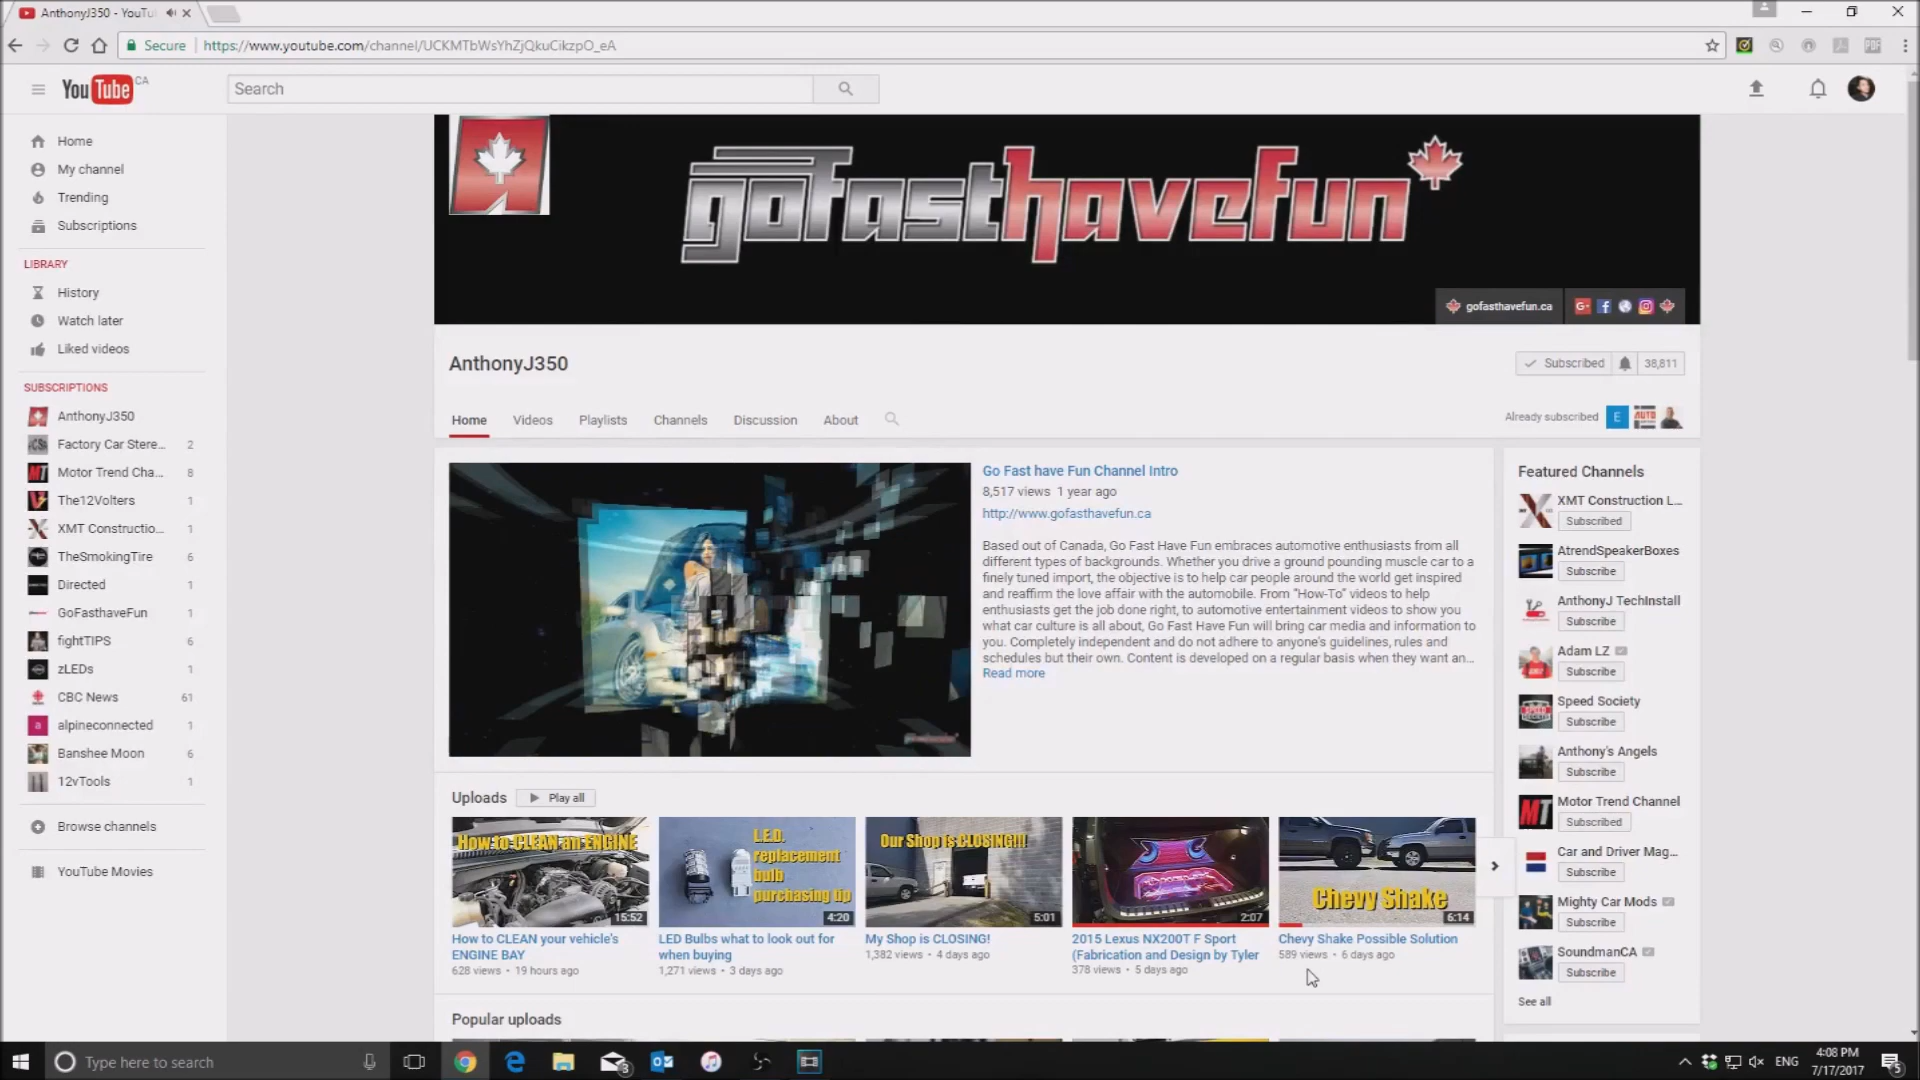 AnthonyJ350 - YouTu
Secure
https://www.youtube.com/channel/UCKMTbWsYhZjQkuCikzpO_eA
YouTube CA
Search
Home
My channel
Trending
Subscriptions
LIBRARY
History
Watch later
Liked videos
SUBSCRIPTIONS
AnthonyJ350
Factory Car Stere... 2
Motor Trend Cha... 8
The12Volters 1
XMT Constructio... 1
TheSmokingTire 6
Directed 1
GoFasthaveFun 1
fightTIPS 6
zLEDs 1
CBC News 61
alpineconnected 1
Banshee Moon 6
12vTools 1
Browse channels
YouTube Movies
gofasthavefun
gofasthavefun.ca
AnthonyJ350
Subscribed 38,811
Home Videos Playlists Channels Discussion About
Already subscribed E
Go Fast have Fun Channel Intro
8,517 views 1 year ago
http://www.gofasthavefun.ca
Based out of Canada, Go Fast Have Fun embraces automotive enthusiasts from all
different types of backgrounds. Whether you drive a ground pounding muscle car to a
finely tuned import, the objective is to help car people around the world get inspired
and reaffirm the love affair with the automobile. From "How-To" videos to help
enthusiasts get the job done right, to automotive entertainment videos to show you
what car culture is all about, Go Fast Have Fun will bring car media and information to
you. Completely independent and do not adhere to anyone's guidelines, rules and
schedules but their own. Content is developed on a regular basis when they want an...
Read more
Featured Channels
XMT Construction L...
Subscribed
AtrendSpeakerBoxes
Subscribe
AnthonyJ TechInstall
Subscribe
Adam LZ
Subscribe
Speed Society
Subscribe
Anthony's Angels
Subscribe
Motor Trend Channel
Subscribed
Car and Driver Mag...
Subscribe
Mighty Car Mods
Subscribe
SoundmanCA
Subscribe
See all
Uploads Play all
How to CLEAN an ENGINE
15:52
How to CLEAN your vehicle's
ENGINE BAY
628 views • 19 hours ago
L.E.D.
replacement
bulb
purchasing tip
4:20
LED Bulbs what to look out for
when buying
1,271 views • 3 days ago
Our Shop is CLOSING!!!
5:01
My Shop is CLOSING!
1,382 views • 4 days ago
2:07
2015 Lexus NX200T F Sport
(Fabrication and Design by Tyler
378 views • 5 days ago
Chevy Shake
6:14
Chevy Shake Possible Solution
589 views • 6 days ago
Popular uploads
Type here to search
3
ENG
4:08 PM
7/17/2017
5